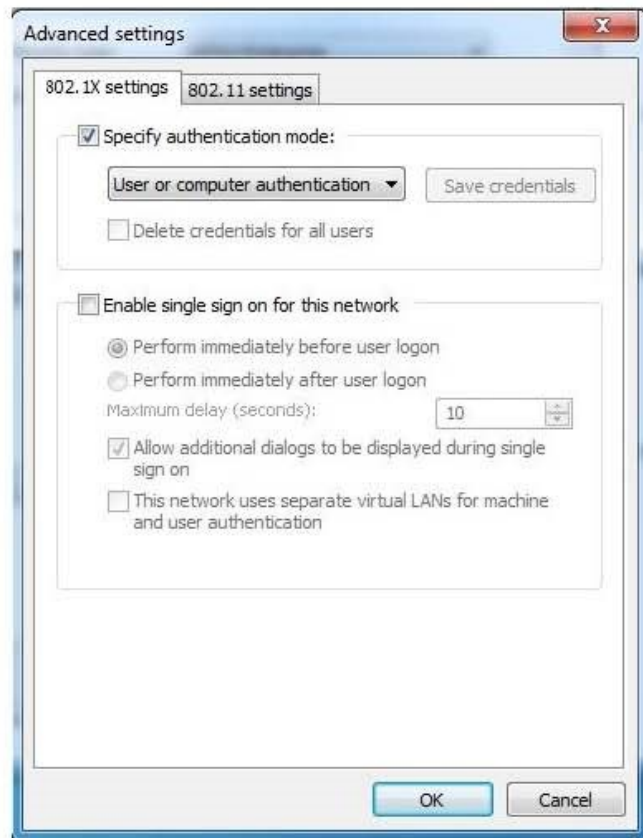 Advanced settings
802.1X settings
802.11 settings
Specify authentication mode:
User or computer authentication
Save credentials
Delete credentials for all users
Enable single sign on for this network
Perform immediately before user logon
Perform immediately after user logon
Maximum delay (seconds):
10
Allow additional dialogs to be displayed during single
sign on
This network uses separate virtual LANs for machine
and user authentication
OK
Cancel